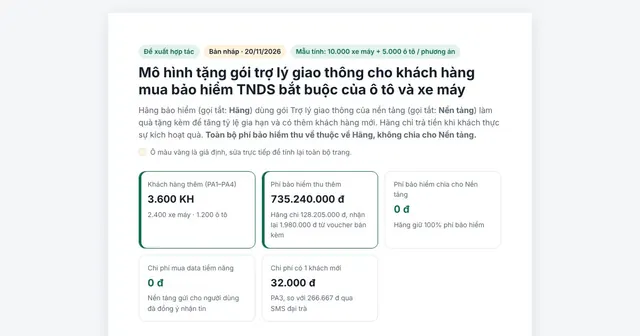 Đề xuất hợp tác
Bản nháp · 20/11/2026
Mẫu tính: 10.000 xe máy + 5.000 ô tô / phương án
Mô hình tặng gói trợ lý giao thông cho khách hàng
mua bảo hiểm TNDS bắt buộc của ô tô và xe máy
Hãng bảo hiểm (gọi tắt: Hãng) dùng gói Trợ lý giao thông của nền tảng (gọi tắt: Nền tảng) làm
quà tặng kèm để tăng tỷ lệ gia hạn và có thêm khách hàng mới. Hãng chỉ trả tiền khi khách thực
sự kích hoạt quà. Toàn bộ phí bảo hiểm thu về thuộc về Hãng, không chia cho Nền tảng.
Ô màu vàng là giả định, sửa trực tiếp để tính lại toàn bộ trang.
Khách hàng thêm (PA1–PA4)
3.600 KH
2.400 xe máy · 1.200 ô tô
Phí bảo hiểm thu thêm
735.240.000 đ
Hãng chi 128.205.000 đ, nhận
lại 1.980.000 đ từ voucher bán
kèm
Phí bảo hiểm chia cho Nền
tảng
0 đ
Hãng giữ 100% phí bảo hiểm
Chi phí mua data tiềm năng
0 đ
Nền tảng gửi cho người dùng
đã đồng ý nhận tin
Chi phí có 1 khách mới
32.000 đ
PA3, so với 266.667 đ qua
SMS đại trà